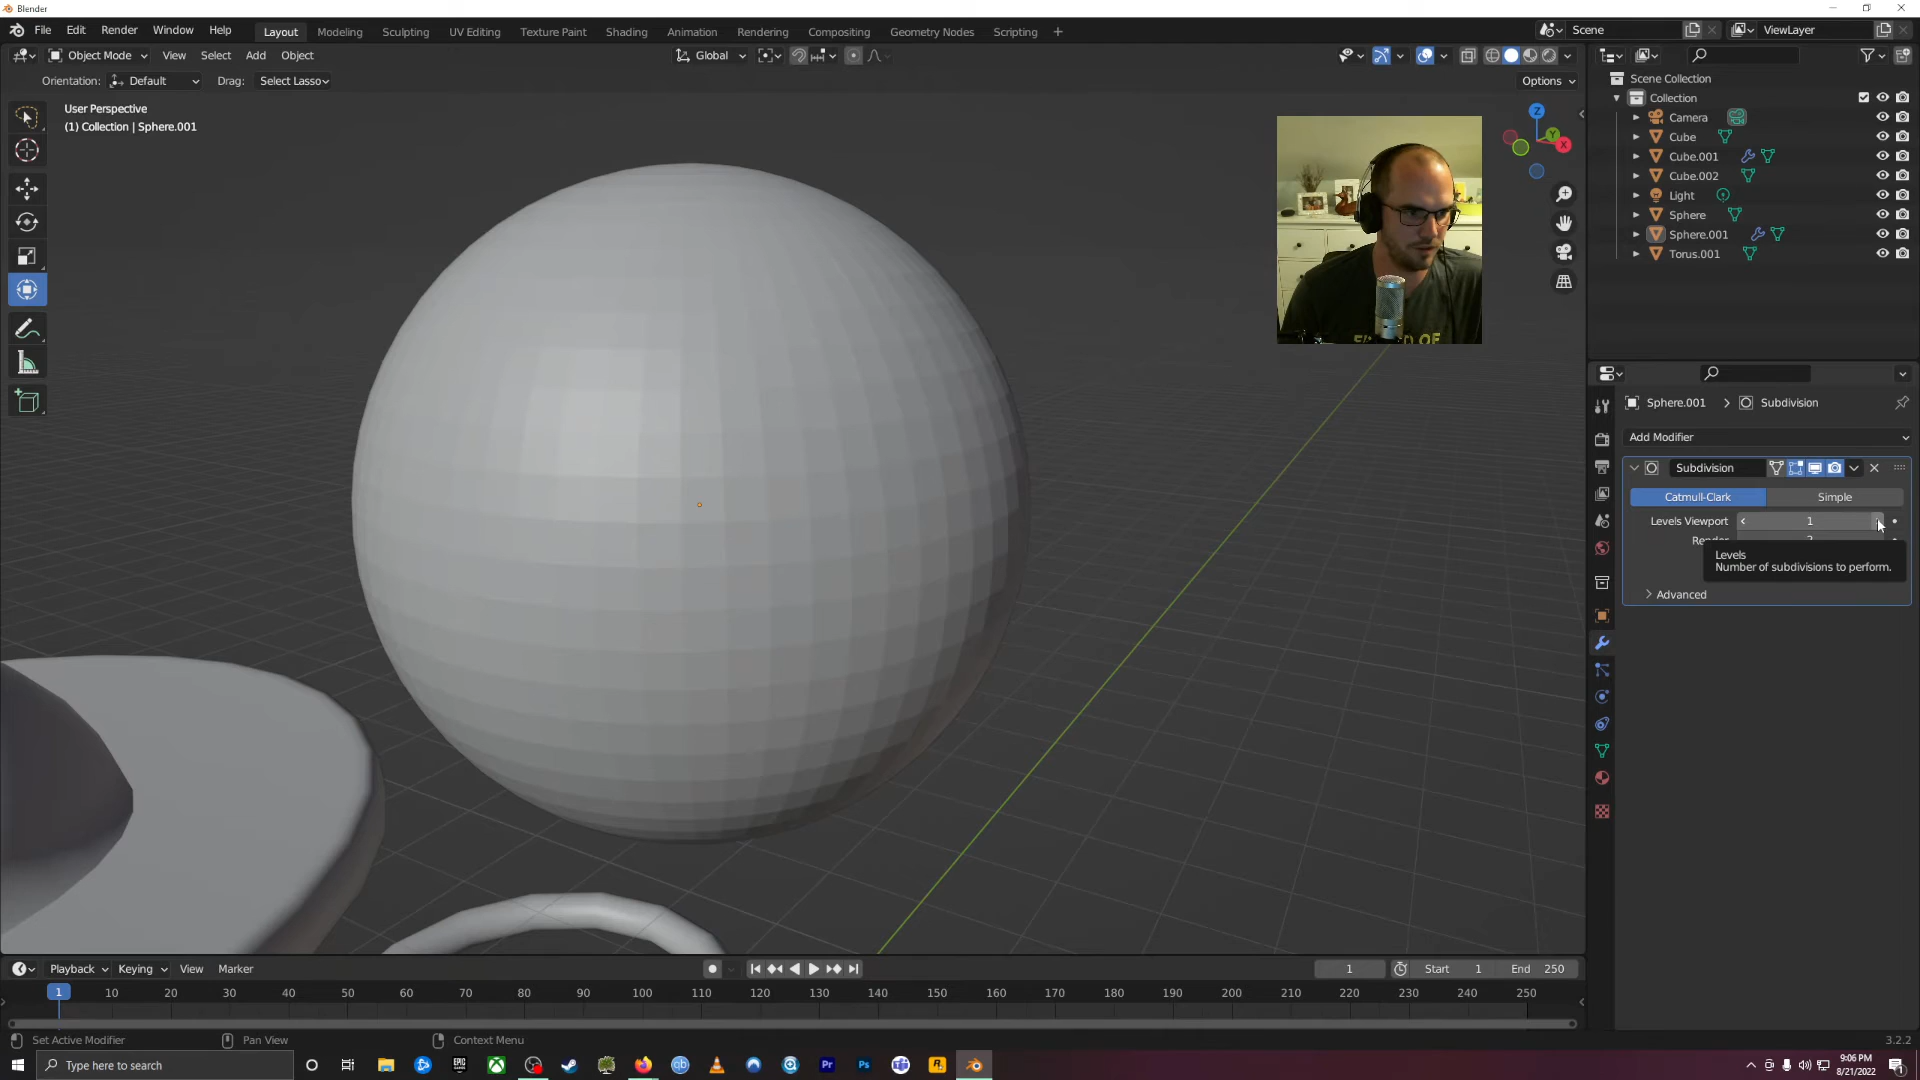 Blender
File Edit Render Window Help Layout Modeling Sculpting UV Editing Texture Paint Shading Animation Rendering Compositing Geometry Nodes Scripting + Scene ViewLayer
Object Mode View Select Add Object Global
Orientation: Default Drag: Select Lasso Options
User Perspective
(1) Collection | Sphere.001
Z
Y
X
Scene Collection
Collection
Camera
Cube
Cube.001
Cube.002
Light
Sphere
Sphere.001
Torus.001
Sphere.001 > Subdivision
Add Modifier
Subdivision
Catmull-Clark Simple
Levels Viewport 1
Levels
Number of subdivisions to perform.
Advanced
Playback Keying View Marker 1 Start 1 End 250
1 10 20 30 40 50 60 70 80 90 100 110 120 130 140 150 160 170 180 190 200 210 220 230 240 250
Set Active Modifier Pan View Context Menu 3.2.2
Type here to search
EPIC
qb
Pr
Ps
9:06 PM
8/21/2022